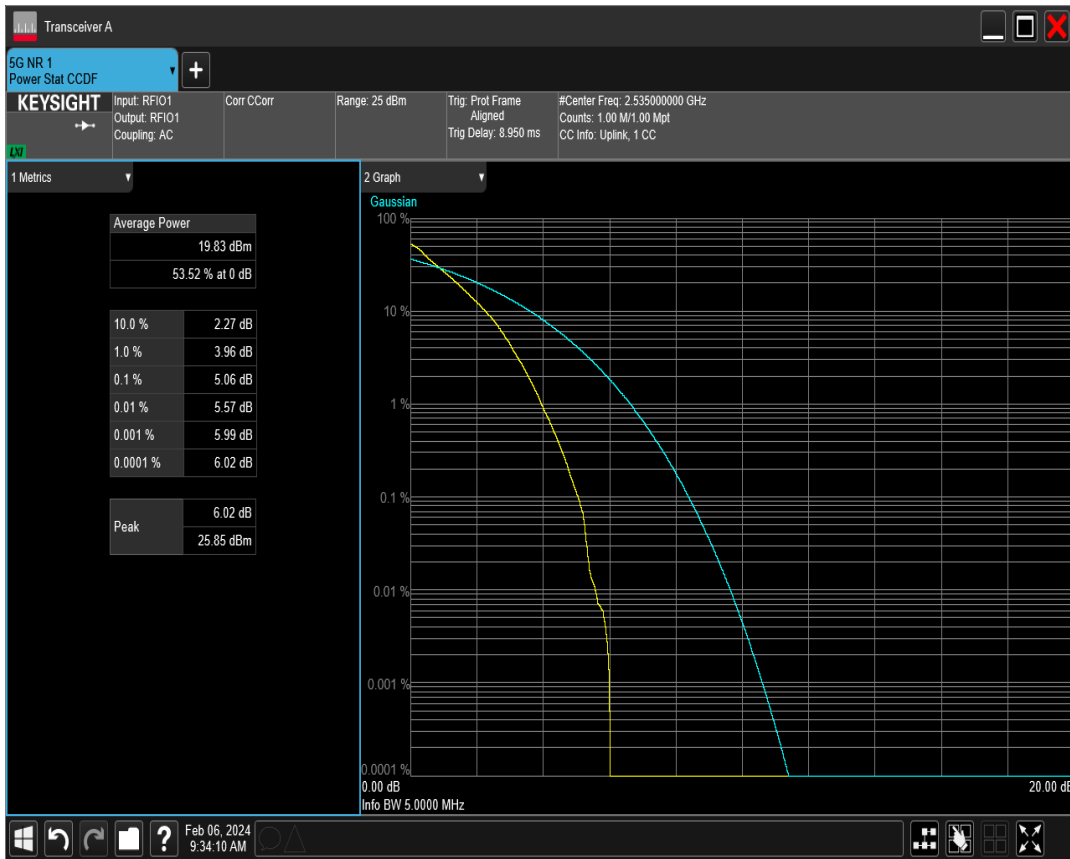 Transceiver A
5G NR 1
Power Stat CCDF
KEYSIGHT
LXI
Input: RFIO1
Output: RFIO1
Coupling: AC
Corr CCorr
Range: 25 dBm
Trig: Prot Frame
Aligned
Trig Delay: 8.950 ms
#Center Freq: 2.535000000 GHz
Counts: 1.00 M/1.00 Mpt
CC Info: Uplink, 1 CC
1 Metrics
Average Power
19.83 dBm
53.52 % at 0 dB
10.0 % 2.27 dB
1.0 % 3.96 dB
0.1 % 5.06 dB
0.01 % 5.57 dB
0.001 % 5.99 dB
0.0001 % 6.02 dB
Peak
6.02 dB
25.85 dBm
2 Graph
Gaussian
100 %
10 %
1 %
0.1 %
0.01 %
0.001 %
0.0001 %
0.00 dB
20.00 dB
Info BW 5.0000 MHz
?
Feb 06, 2024
9:34:10 AM